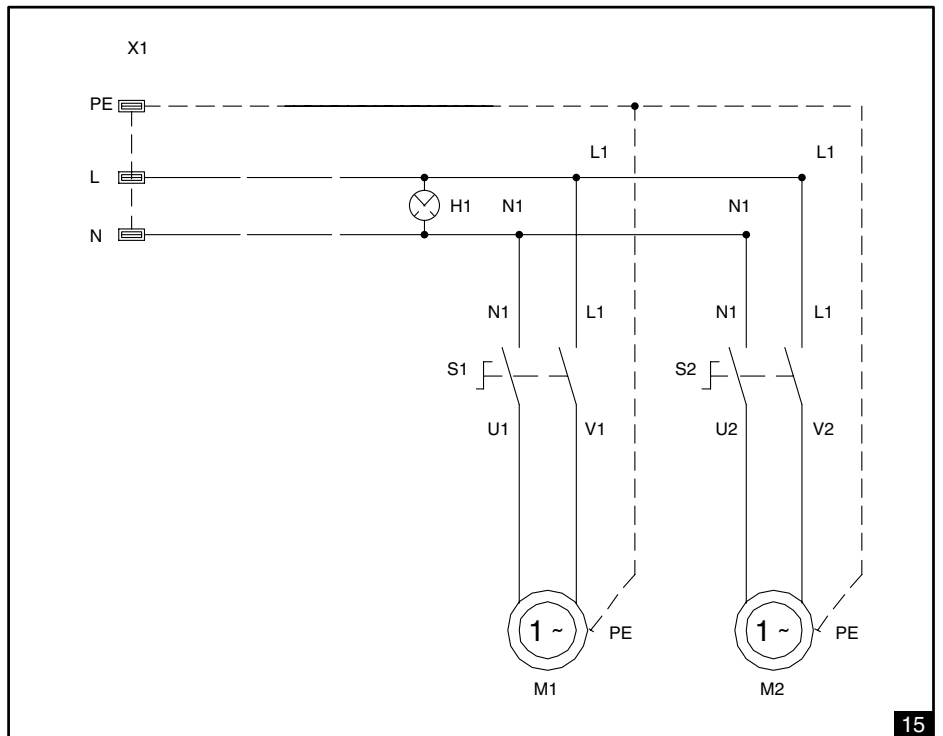 X1
PE
L1 L1
L
H1 N1 N1
N
N1 L1 N1 L1
S1 S2
U1 V1 U2 V2
1 ~ PE 1 ~ PE
M1 M2
15